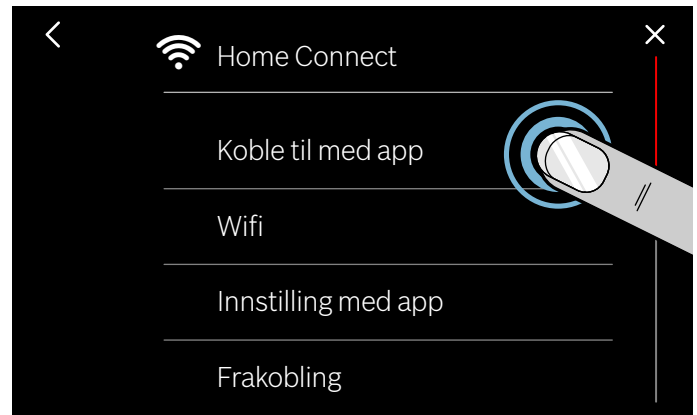 Home Connect
Koble til med app
Wifi
Innstilling med app
Frakobling